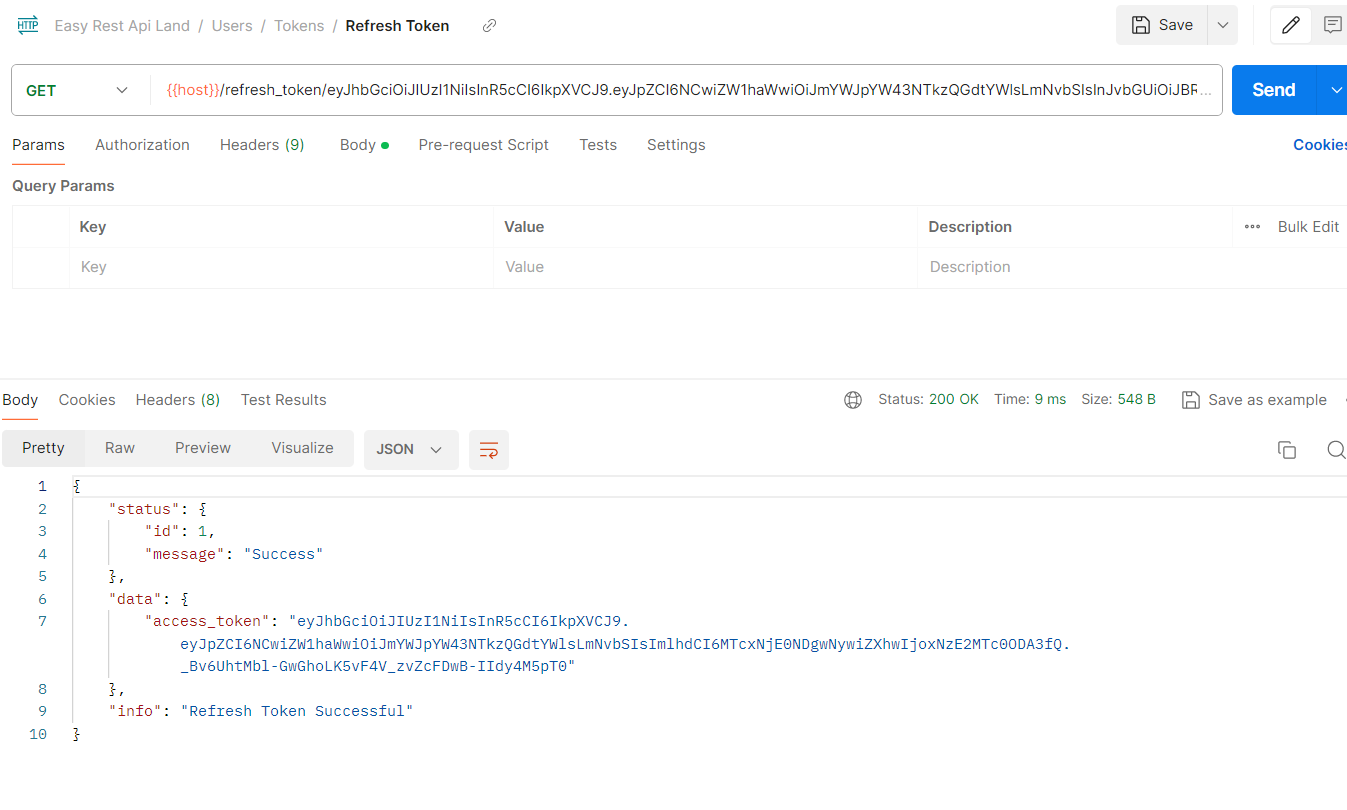 HTTP Easy Rest Api Land / Users / Tokens / Refresh Token Save
GET {{host}}/refresh_token/eyJhbGciOiJIUzI1NiIsInR5cCI6IkpXVCJ9.eyJpZCI6NCwiZW1haWwiOiJmYWJpYW43NTkzQGdtYWlsLmNvbSIsInJvbGUiOiJBR... Send
Params Authorization Headers (9) Body Pre-request Script Tests Settings Cookies
Query Params
Key Value Description Bulk Edit
Key Value Description
Body Cookies Headers (8) Test Results Status: 200 OK Time: 9 ms Size: 548 B Save as example
Pretty Raw Preview Visualize JSON
1 {
2 "status": {
3 "id": 1,
4 "message": "Success"
5 },
6 "data": {
7 "access_token": "eyJhbGciOiJIUzI1NiIsInR5cCI6IkpXVCJ9.
eyJpZCI6NCwiZW1haWwiOiJmYWJpYW43NTkzQGdtYWlsLmNvbSIsImlhdCI6MTcxNjE0NDgwNywiZXhwIjoxNzE2MTc0ODA3fQ.
_Bv6UhtMbl-GwGhoLK5vF4V_zvZcFDwB-IIdy4M5pT0"
8 },
9 "info": "Refresh Token Successful"
10 }